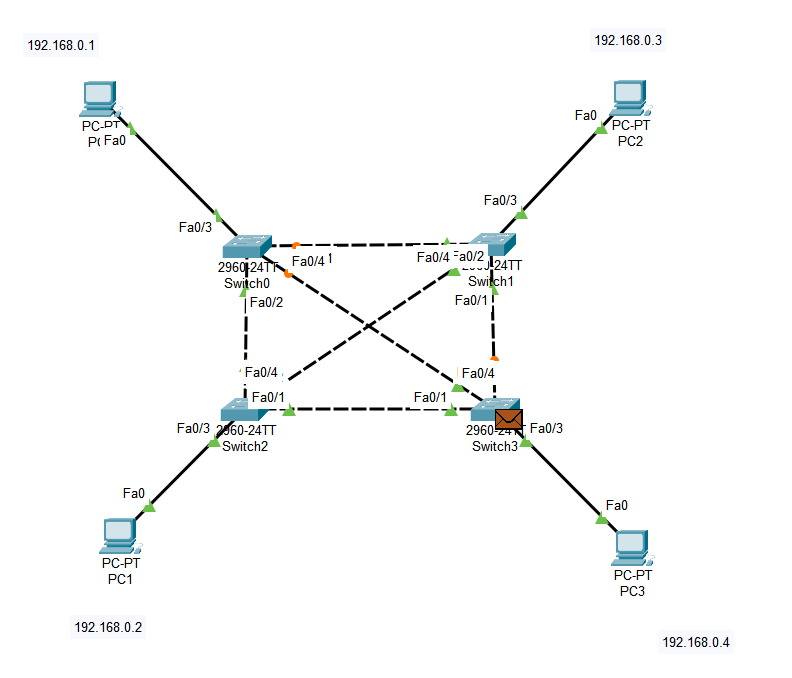 192.168.0.1
192.168.0.3
PC-PT
Fa0
Fa0
PC-PT
PC2
Fa0/3
Fa0/3
2960-24TT
Switch0
Fa0/4
Fa0/4
Fa0/2
Switch1
Fa0/2
Fa0/1
Fa0/4
Fa0/4
Fa0/1
Fa0/1
Fa0/3
2960-24TT
Switch2
Switch3
Fa0/3
Fa0
Fa0
PC-PT
PC1
PC-PT
PC3
192.168.0.2
192.168.0.4